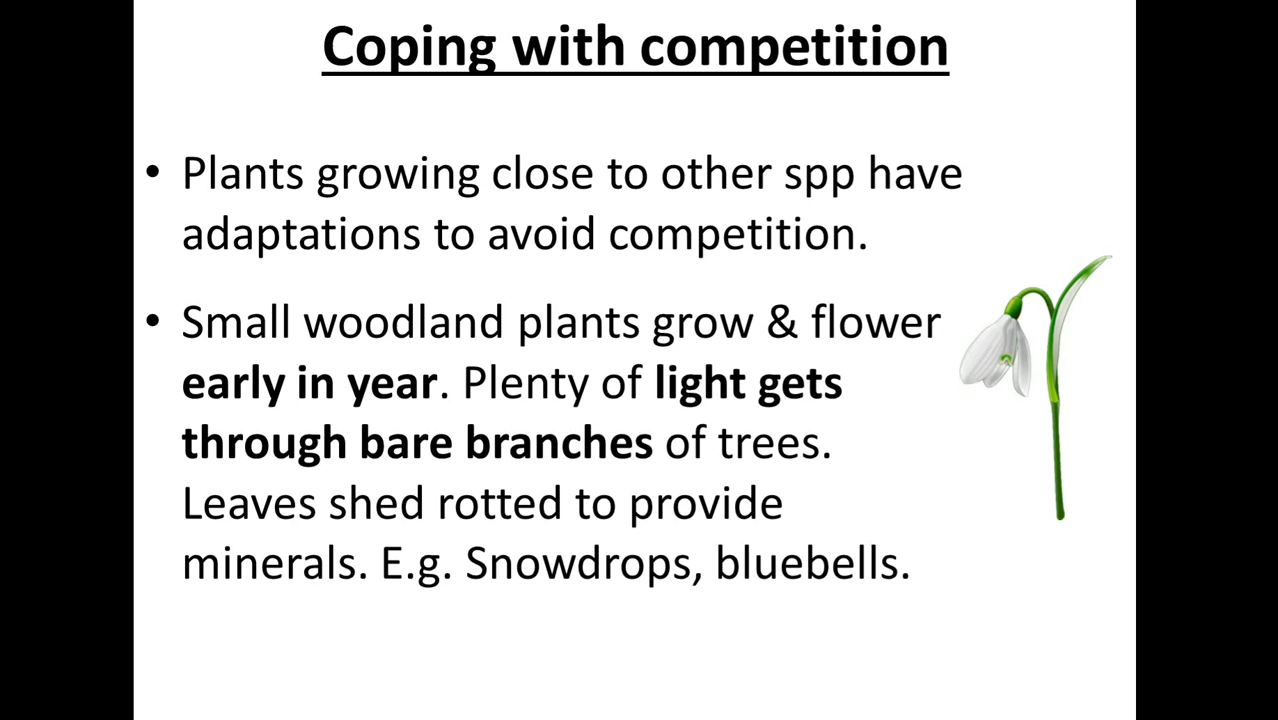 Coping with competition
• Plants growing close to other spp have
adaptations to avoid competition.
• Small woodland plants grow & flower
early in year. Plenty of light gets
through bare branches of trees.
Leaves shed rotted to provide
minerals. E.g. Snowdrops, bluebells.